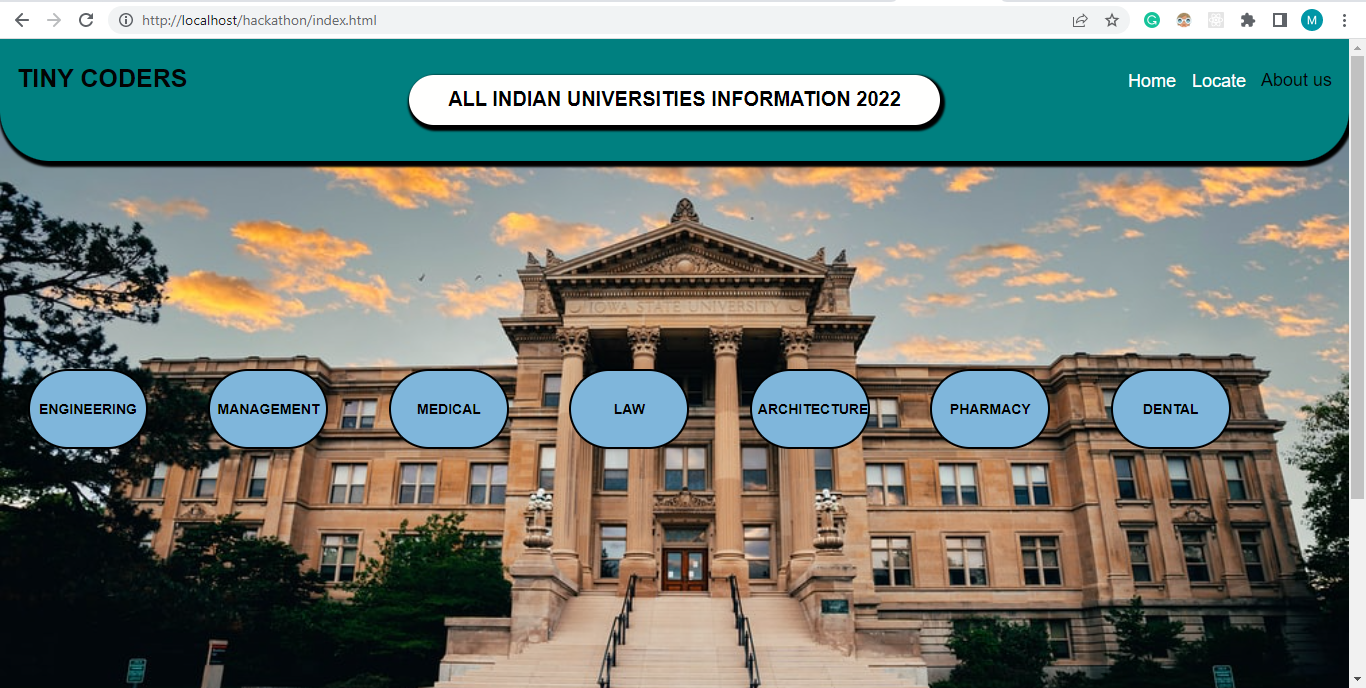 http://localhost/hackathon/index.html
M
TINY CODERS
ALL INDIAN UNIVERSITIES INFORMATION 2022
Home Locate About us
IOWA STATE UNIVERSITY
ENGINEERING MANAGEMENT MEDICAL LAW ARCHITECTURE PHARMACY DENTAL